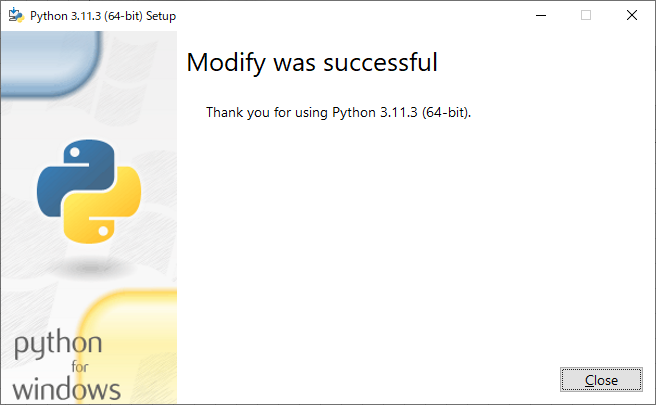 Python 3.11.3 (64-bit) Setup
Modify was successful
Thank you for using Python 3.11.3 (64-bit).
python
for
windows
Close